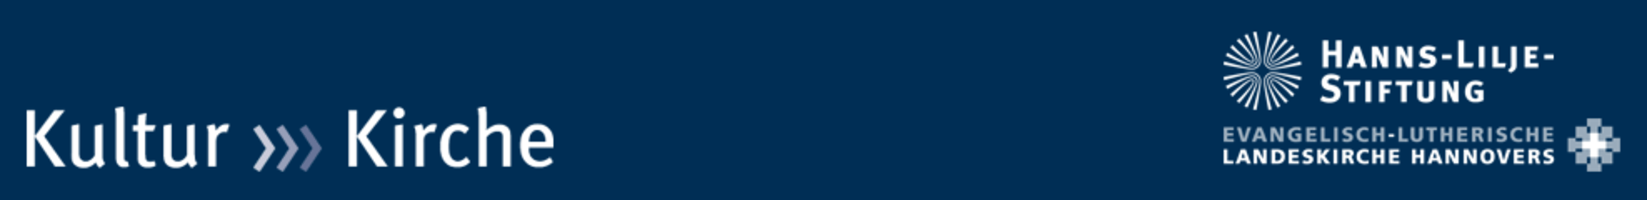 Kultur »› Kirche
HANNS-LILJE-
STIFTUNG
EVANGELISCH-LUTHERISCHE
LANDESKIRCHE HANNOVERS